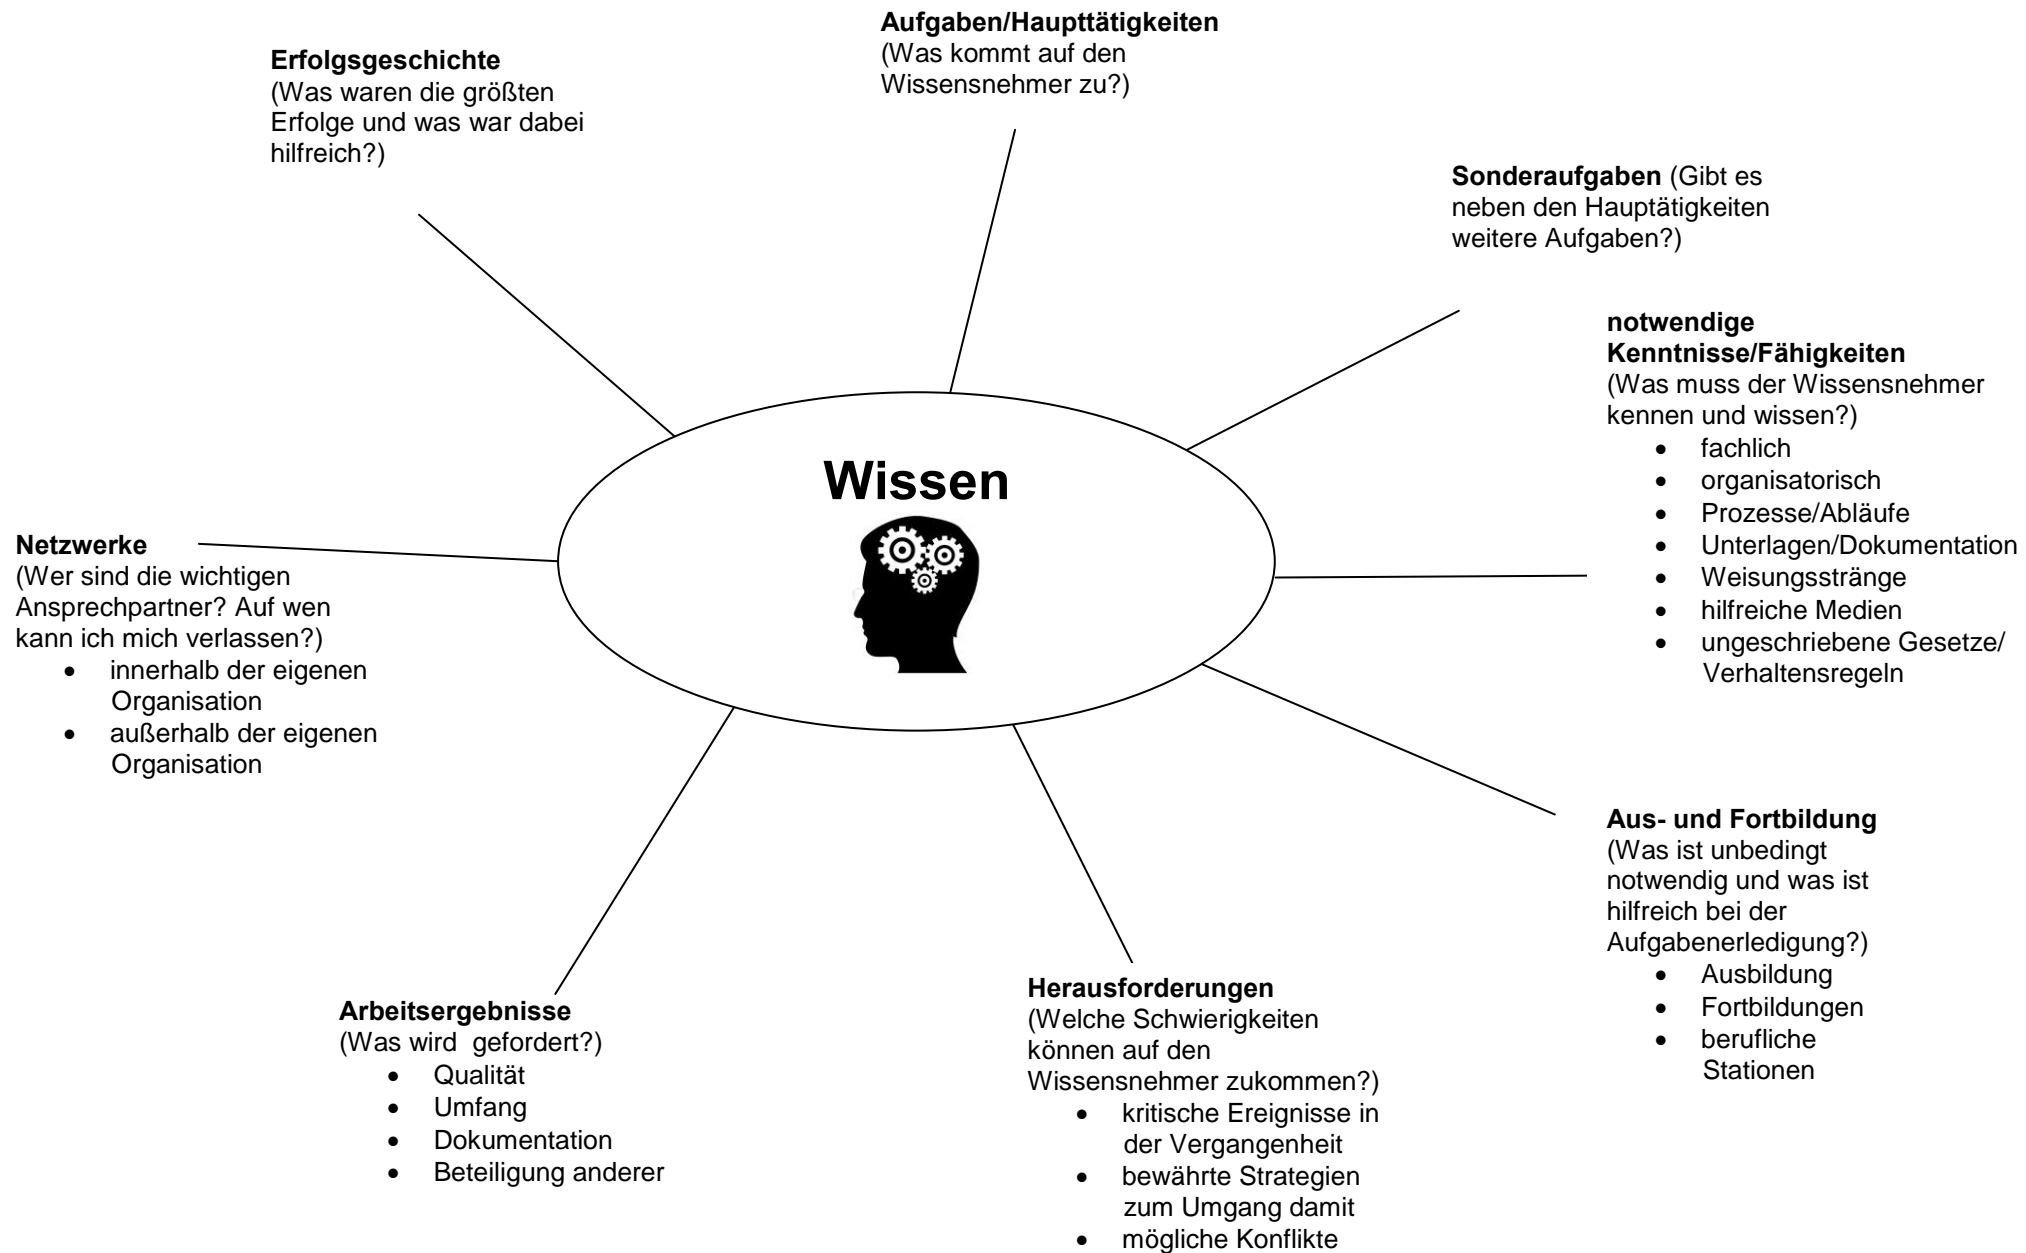 Aufgaben/Haupttätigkeiten
(Was kommt auf den
Wissensnehmer zu?)
Erfolgsgeschichte
(Was waren die größten
Erfolge und was war dabei
hilfreich?)
Sonderaufgaben (Gibt es
neben den Hauptätigkeiten
weitere Aufgaben?)
notwendige
Kenntnisse/Fähigkeiten
(Was muss der Wissensnehmer
kennen und wissen?)
• fachlich
• organisatorisch
• Prozesse/Abläufe
• Unterlagen/Dokumentation
• Weisungsstränge
• hilfreiche Medien
• ungeschriebene Gesetze/
Verhaltensregeln
Wissen
Netzwerke
(Wer sind die wichtigen
Ansprechpartner? Auf wen
kann ich mich verlassen?)
• innerhalb der eigenen
Organisation
• außerhalb der eigenen
Organisation
Aus- und Fortbildung
(Was ist unbedingt
notwendig und was ist
hilfreich bei der
Aufgabenerledigung?)
• Ausbildung
• Fortbildungen
• berufliche
Stationen
Arbeitsergebnisse
(Was wird  gefordert?)
• Qualität
• Umfang
• Dokumentation
• Beteiligung anderer
Herausforderungen
(Welche Schwierigkeiten
können auf den
Wissensnehmer zukommen?)
• kritische Ereignisse in
der Vergangenheit
• bewährte Strategien
zum Umgang damit
• mögliche Konflikte